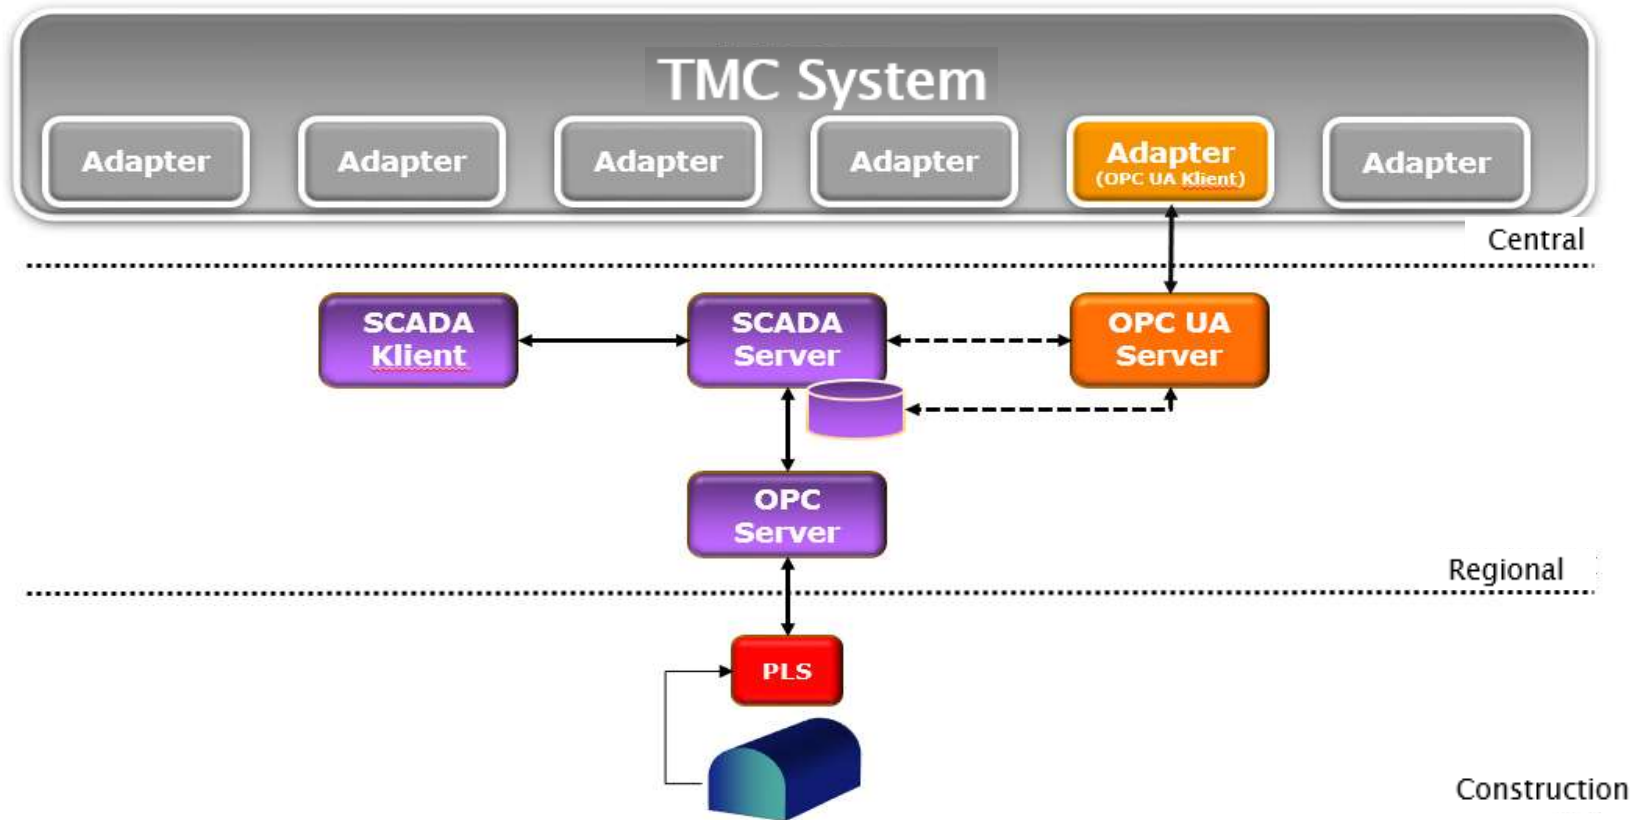 TMC System
Adapter
Adapter
Adapter
Adapter
Adapter
(OPC UA Klient)
Adapter
Central
SCADA
Klient
SCADA
Server
OPC UA
Server
OPC
Server
Regional
PLS
Construction